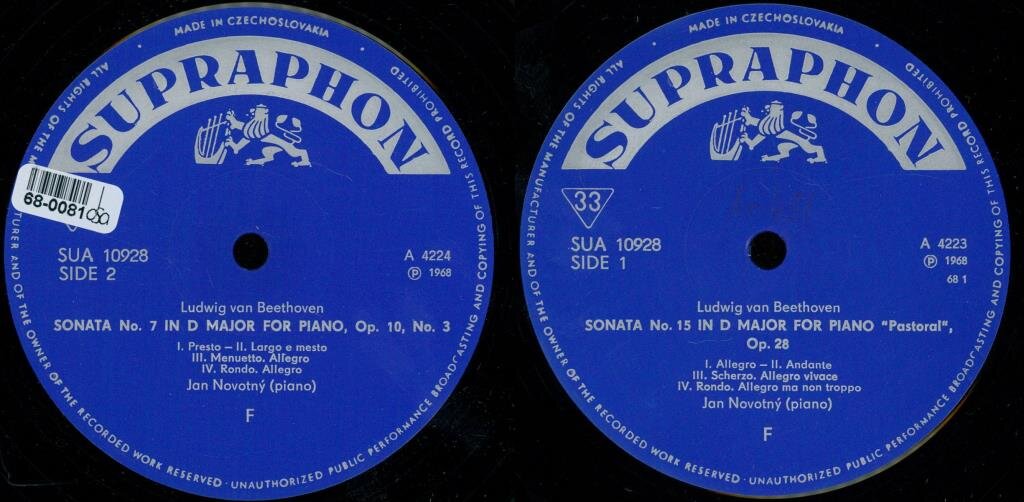 MADE IN CZECHOSLOVAKIA
SUPRAPHON
68-0081
SUA 10928
SIDE 2
A 4224
Ⓟ 1968
Ludwig van Beethoven
SONATA No. 7 IN D MAJOR FOR PIANO, Op. 10, No. 3
I. Presto – II. Largo e mesto
III. Menuetto. Allegro
IV. Rondo. Allegro
Jan Novotný (piano)
F
ALL RIGHTS OF THE MANUFACTURER AND OF THE OWNER OF THE RECORDED WORK RESERVED · UNAUTHORIZED PUBLIC PERFORMANCE BROADCASTING AND COPYING OF THIS RECORD PROHIBITED
MADE IN CZECHOSLOVAKIA
SUPRAPHON
33
SUA 10928
SIDE 1
A 4223
Ⓟ 1968
68 1
Ludwig van Beethoven
SONATA No. 15 IN D MAJOR FOR PIANO "Pastoral",
Op. 28
I. Allegro – II. Andante
III. Scherzo. Allegro vivace
IV. Rondo. Allegro ma non troppo
Jan Novotný (piano)
F
ALL RIGHTS OF THE MANUFACTURER AND OF THE OWNER OF THE RECORDED WORK RESERVED · UNAUTHORIZED PUBLIC PERFORMANCE BROADCASTING AND COPYING OF THIS RECORD PROHIBITED